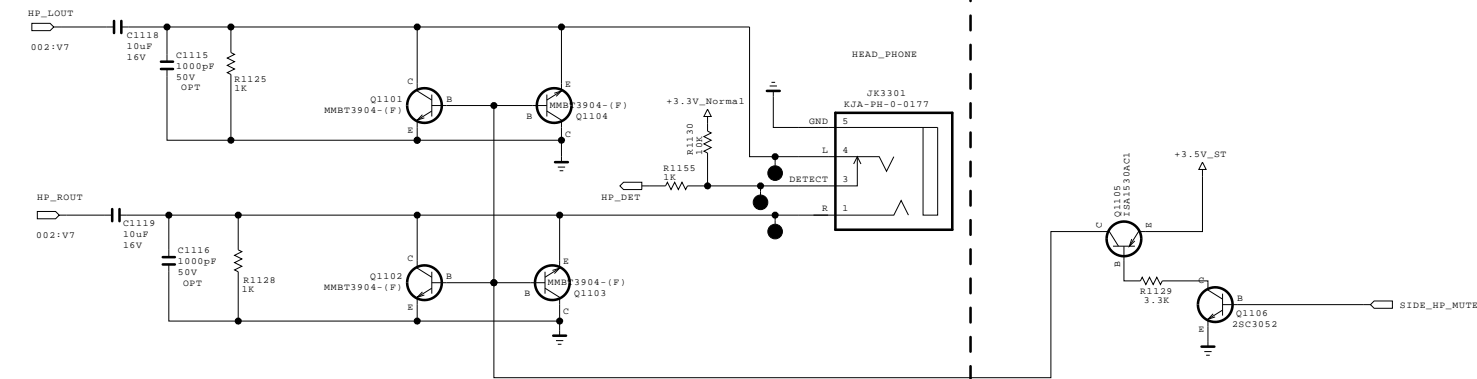 HP_LOUT
002:V7
C1118
10uF
16V
C1115
1000pF
50V
OPT
R1125
1K
C
Q1101
MMBT3904-(F)
B
E
E
MMBT3904-(F)
B
Q1104
C
HEAD_PHONE
JK3301
KJA-PH-0-0177
+3.3V_Normal
R1130
10K
GND
5
L
4
R1155
1K
DETECT
3
HP_DET
R
1
HP_ROUT
002:V7
C1119
10uF
16V
C1116
1000pF
50V
OPT
R1128
1K
C
Q1102
MMBT3904-(F)
B
E
E
MMBT3904-(F)
B
Q1103
C
Q1105
ISA1530AC1
+3.5V_ST
C
E
B
R1129
3.3K
C
B
Q1106
2SC3052
E
SIDE_HP_MUTE